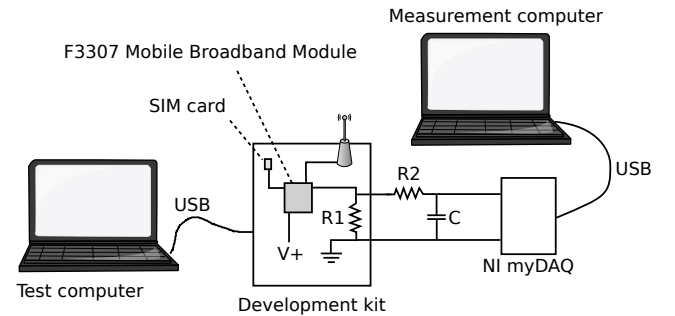 Measurement computer
F3307 Mobile Broadband Module
SIM card
R2
USB
USB
R1
C
V+
NI myDAQ
Test computer
Development kit